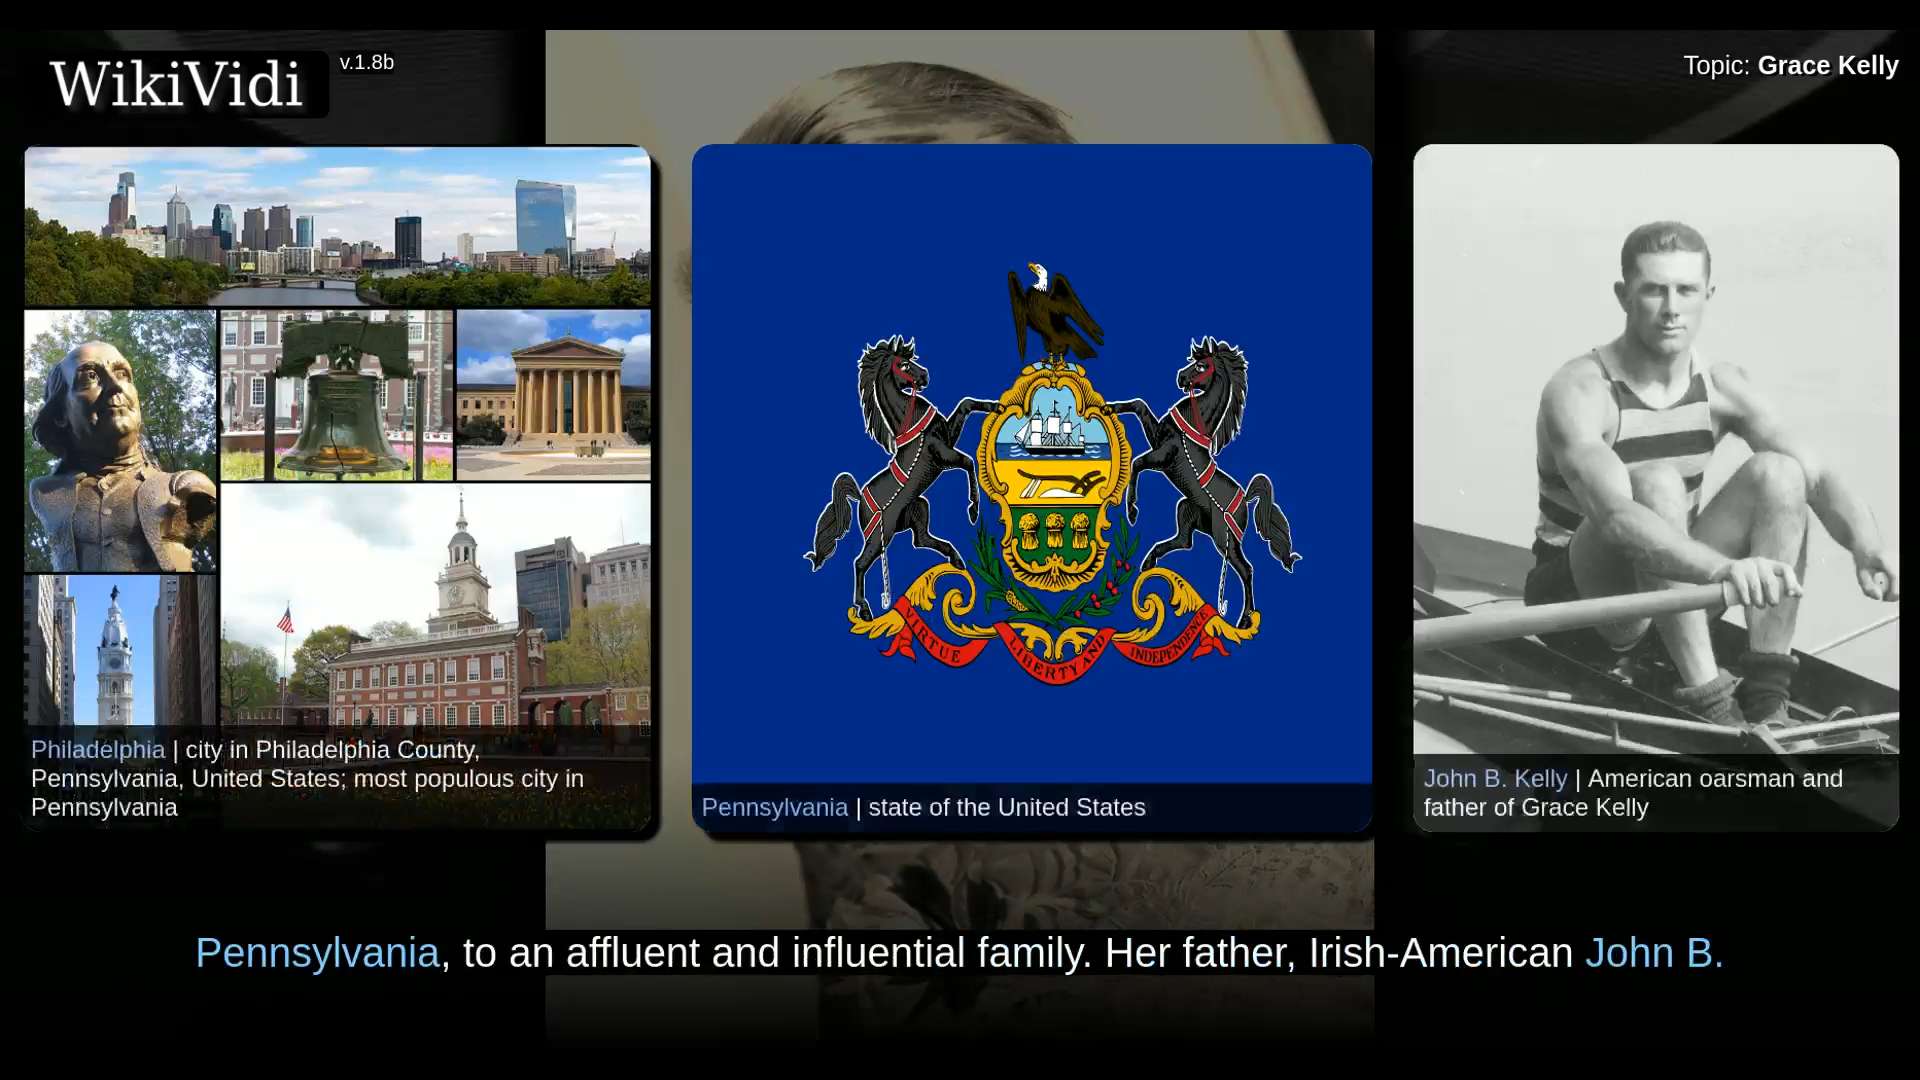 WikiVidi
v.1.8b
Topic: Grace Kelly
VIRTUE
LIBERTY AND
INDEPENDENCE
Philadelphia | city in Philadelphia County,
Pennsylvania, United States; most populous city in
Pennsylvania
Pennsylvania | state of the United States
John B. Kelly | American oarsman and
father of Grace Kelly
Pennsylvania, to an affluent and influential family. Her father, Irish-American John B.